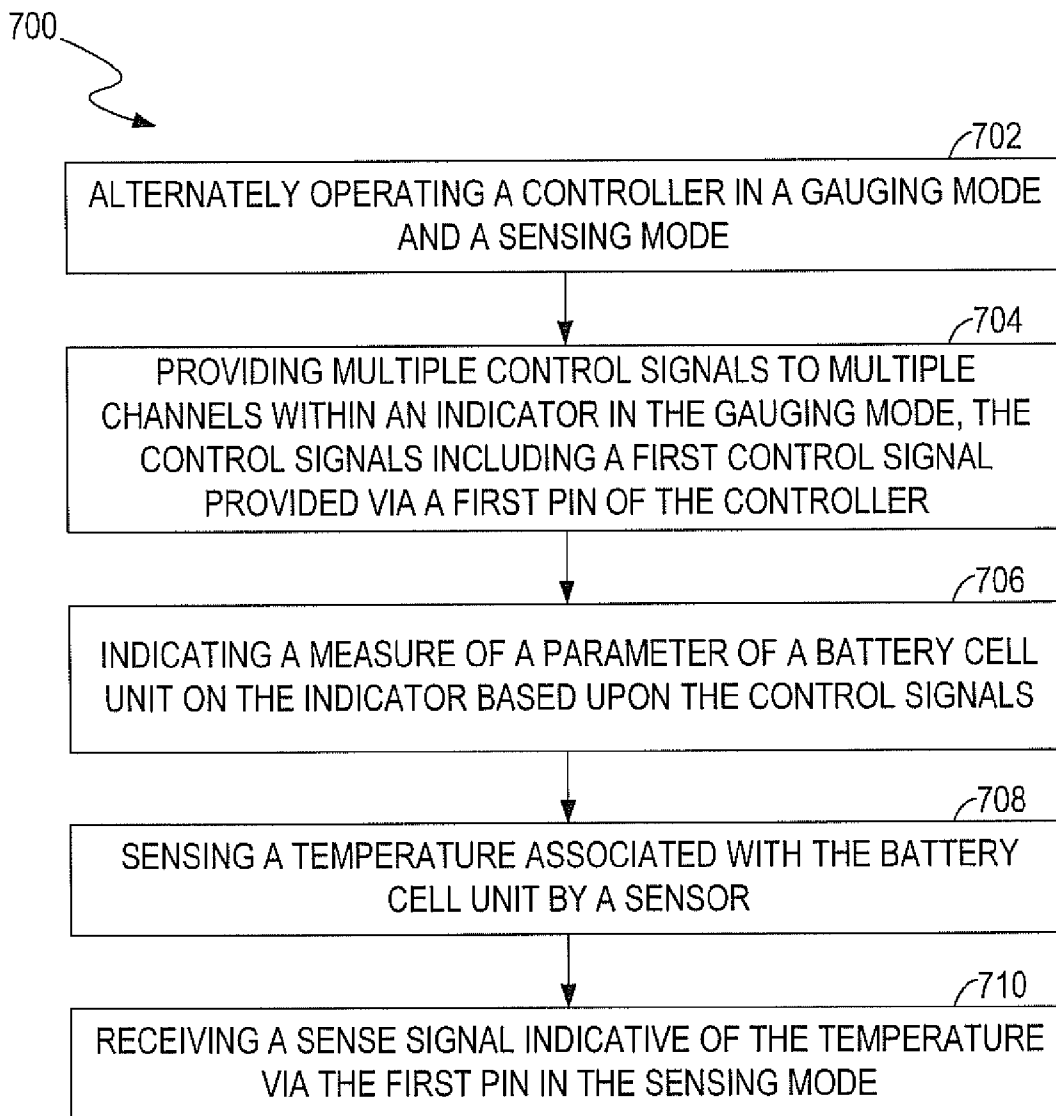 700
702
ALTERNATELY OPERATING A CONTROLLER IN A GAUGING MODE
AND A SENSING MODE
704
PROVIDING MULTIPLE CONTROL SIGNALS TO MULTIPLE
CHANNELS WITHIN AN INDICATOR IN THE GAUGING MODE, THE
CONTROL SIGNALS INCLUDING A FIRST CONTROL SIGNAL
PROVIDED VIA A FIRST PIN OF THE CONTROLLER
706
INDICATING A MEASURE OF A PARAMETER OF A BATTERY CELL
UNIT ON THE INDICATOR BASED UPON THE CONTROL SIGNALS
708
SENSING A TEMPERATURE ASSOCIATED WITH THE BATTERY
CELL UNIT BY A SENSOR
710
RECEIVING A SENSE SIGNAL INDICATIVE OF THE TEMPERATURE
VIA THE FIRST PIN IN THE SENSING MODE